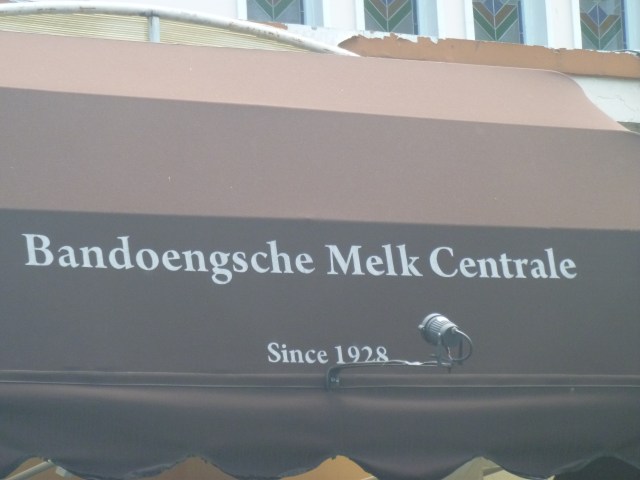 Bandoengsche Melk Centrale
Since 1928